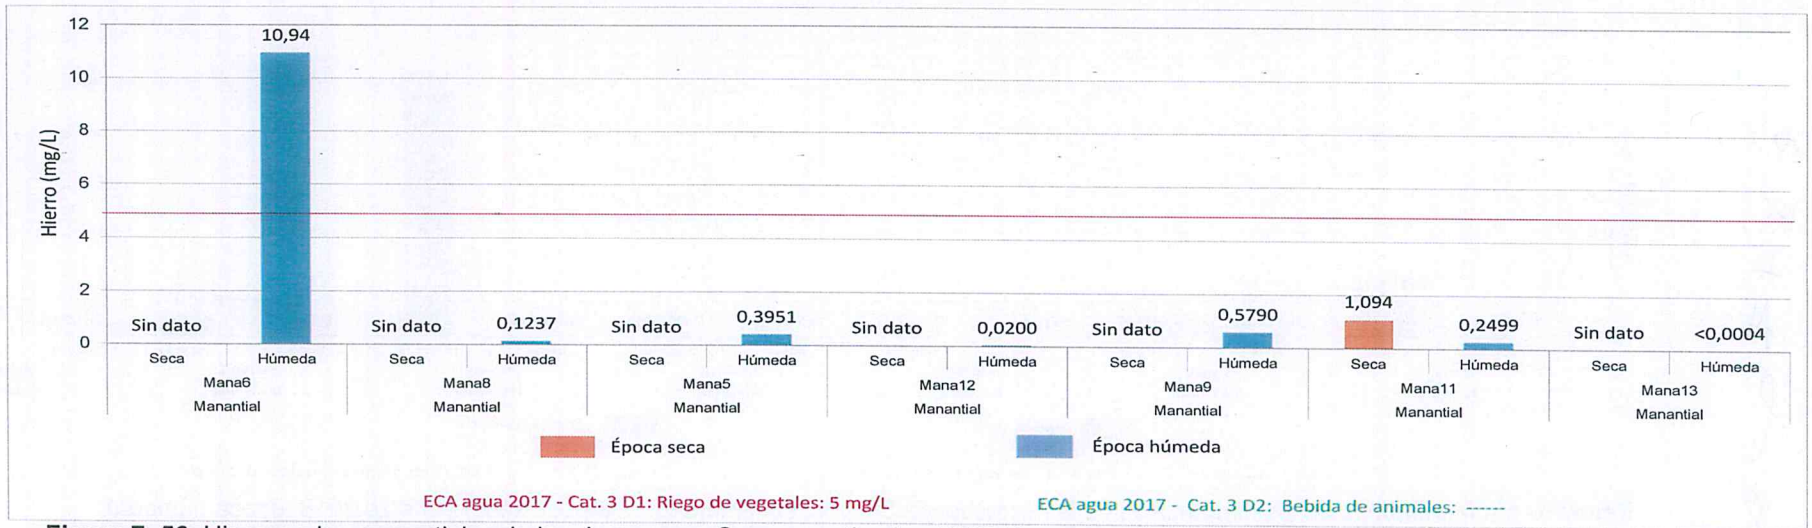 Hierro (mg/L)
12
10
8
6
4
2
0
10,94
Sin dato
Sin dato 0,1237
Sin dato 0,3951
Sin dato 0,0200
Sin dato 0,5790
1,094 0,2499
Sin dato <0,0004
Seca Húmeda Seca Húmeda Seca Húmeda Seca Húmeda Seca Húmeda Seca Húmeda Seca Húmeda
Mana6 Mana8 Mana5 Mana12 Mana9 Mana11 Mana13
Manantial Manantial Manantial Manantial Manantial Manantial Manantial
Época seca Época húmeda
ECA agua 2017 - Cat. 3 D1: Riego de vegetales: 5 mg/L ECA agua 2017 - Cat. 3 D2: Bebida de animales: ------